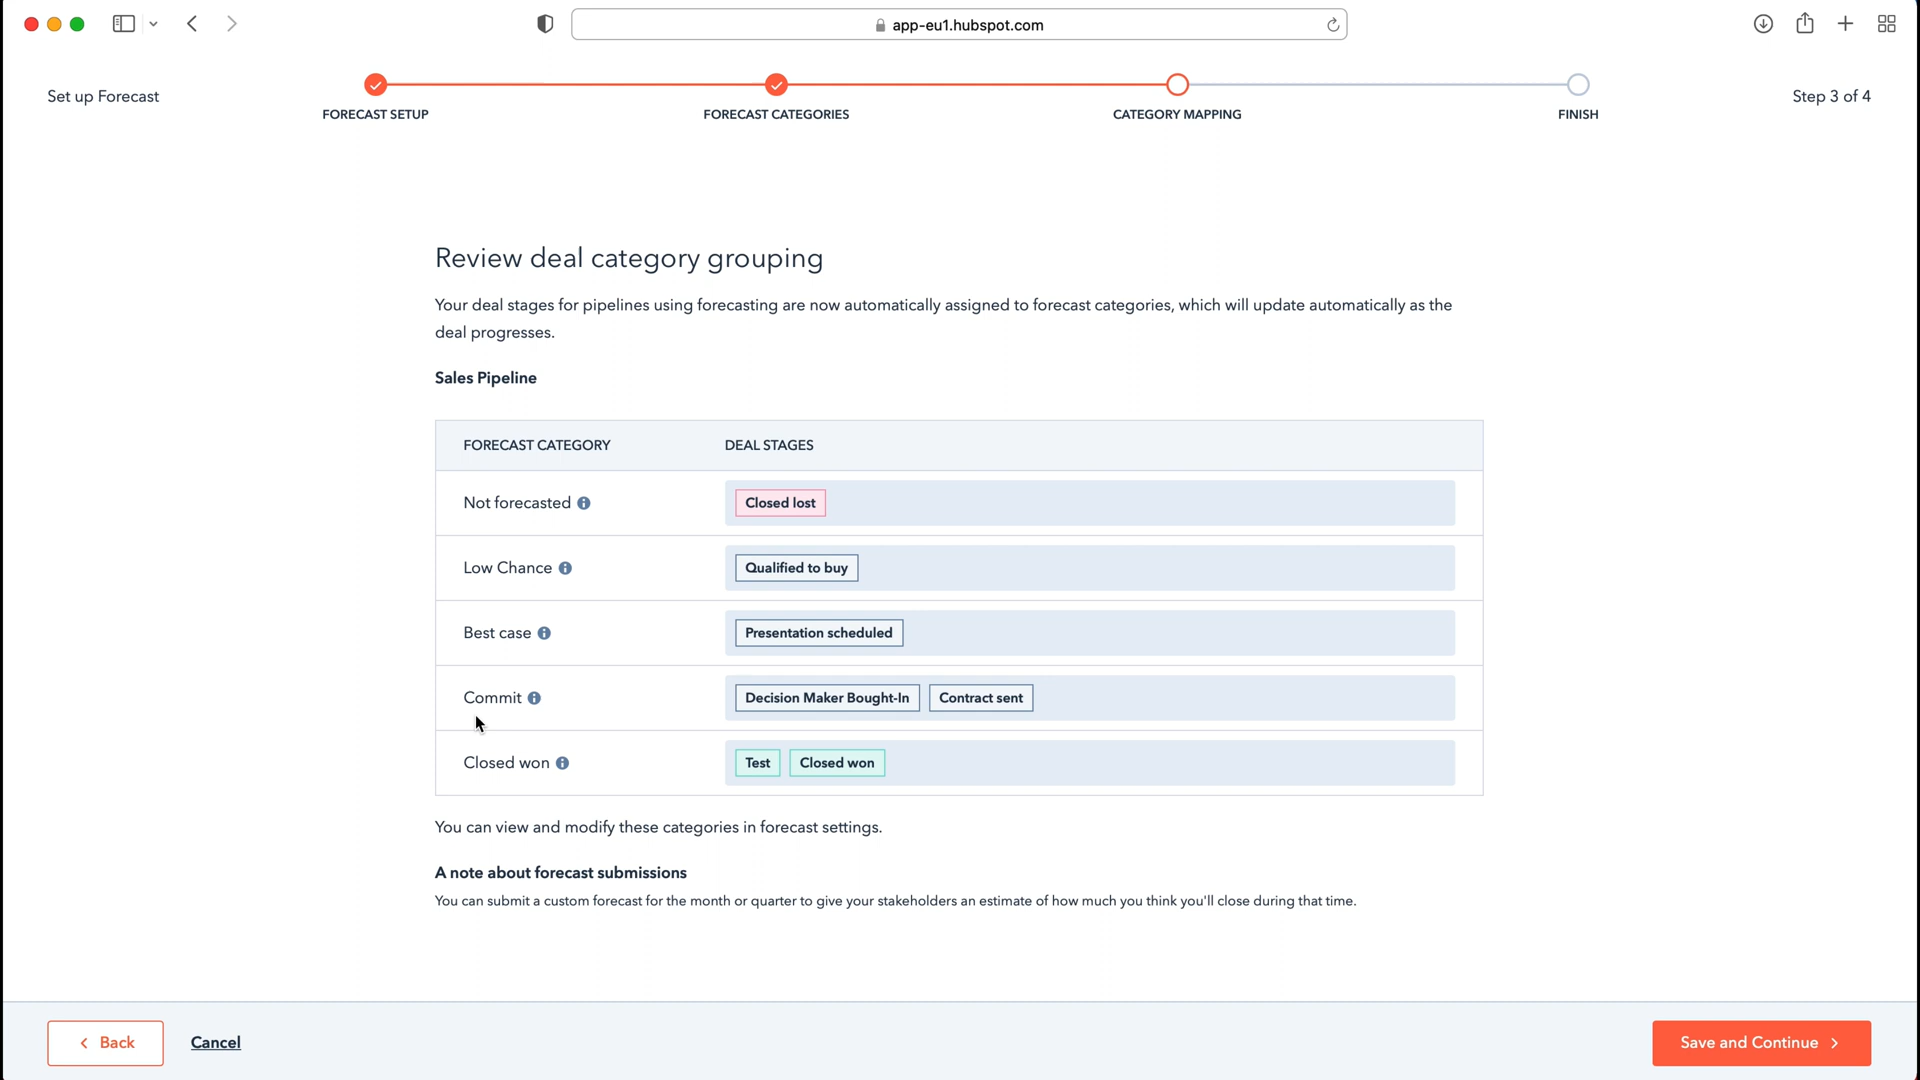 app-eu1.hubspot.com
Set up Forecast
FORECAST SETUP
FORECAST CATEGORIES
CATEGORY MAPPING
FINISH
Step 3 of 4
Review deal category grouping
Your deal stages for pipelines using forecasting are now automatically assigned to forecast categories, which will update automatically as the
deal progresses.
Sales Pipeline
FORECAST CATEGORY DEAL STAGES
Not forecasted Closed lost
Low Chance Qualified to buy
Best case Presentation scheduled
Commit Decision Maker Bought-In Contract sent
Closed won Test Closed won
You can view and modify these categories in forecast settings.
A note about forecast submissions
You can submit a custom forecast for the month or quarter to give your stakeholders an estimate of how much you think you'll close during that time.
Back Cancel Save and Continue